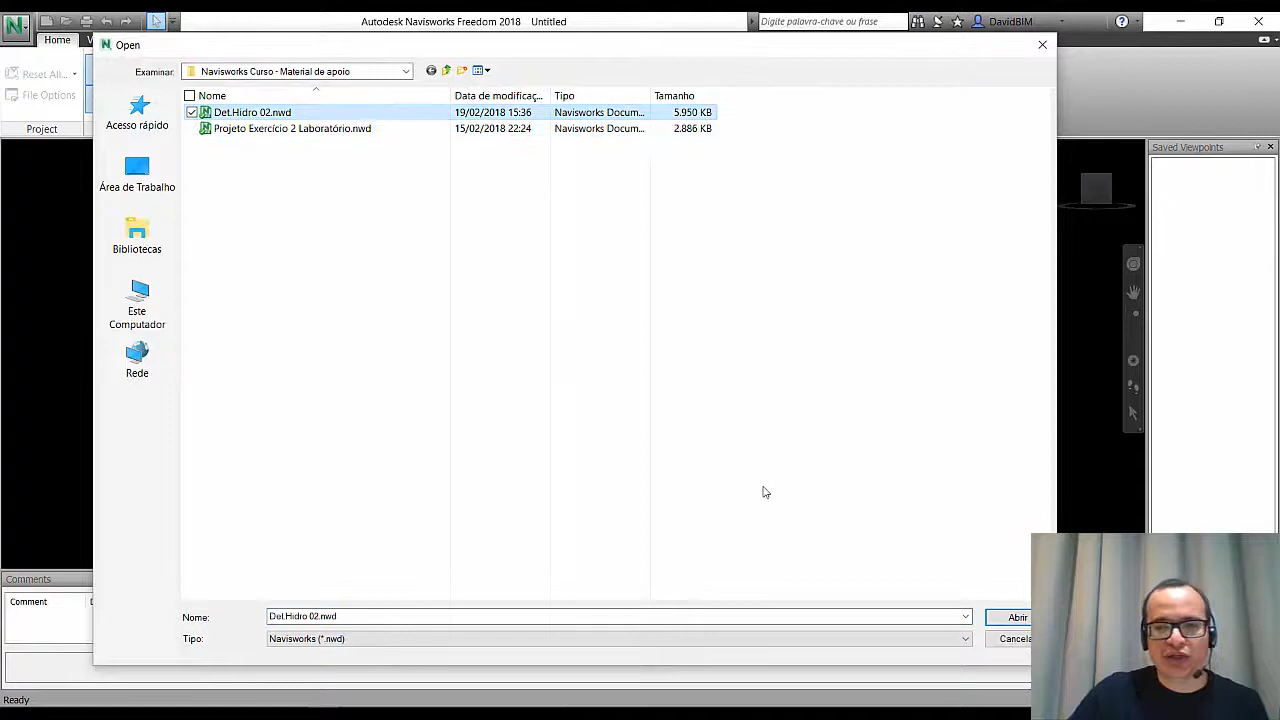 Autodesk Navisworks Freedom 2018 Untitled
Digite palavra-chave ou frase
DavidBIM
Home
Open
Reset All...
File Options
Project
Examinar:
Navisworks Curso - Material de apoio
Nome
Data de modificaç...
Tipo
Tamanho
Det.Hidro 02.nwd
19/02/2018 15:36
Navisworks Docum...
5.950 KB
Projeto Exercício 2 Laboratório.nwd
15/02/2018 22:24
Navisworks Docum...
2.886 KB
Acesso rápido
Área de Trabalho
Bibliotecas
Este
Computador
Rede
Saved Viewpoints
Comments
Comment
Nome:
Det.Hidro 02.nwd
Abrir
Tipo:
Navisworks (*.nwd)
Cancela
Ready